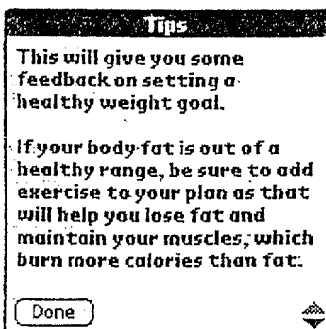 Tips
This will give you some
feedback on setting a
healthy weight goal.
If your body fat is out of a
healthy range, be sure to add
exercise to your plan as that
will help you lose fat and
maintain your muscles, which
burn more calories than fat.
Done